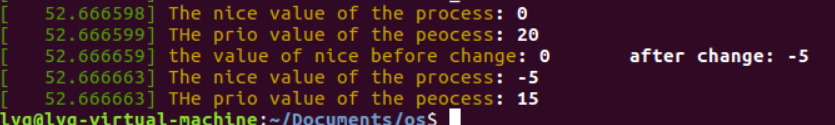 [   52.666598] The nice value of the process: 0
[   52.666599] THe prio value of the peocess: 20
[   52.666659] the value of nice before change: 0       after change: -5
[   52.666663] The nice value of the process: -5
[   52.666663] THe prio value of the peocess: 15
lyq@lyq-virtual-machine:~/Documents/os$